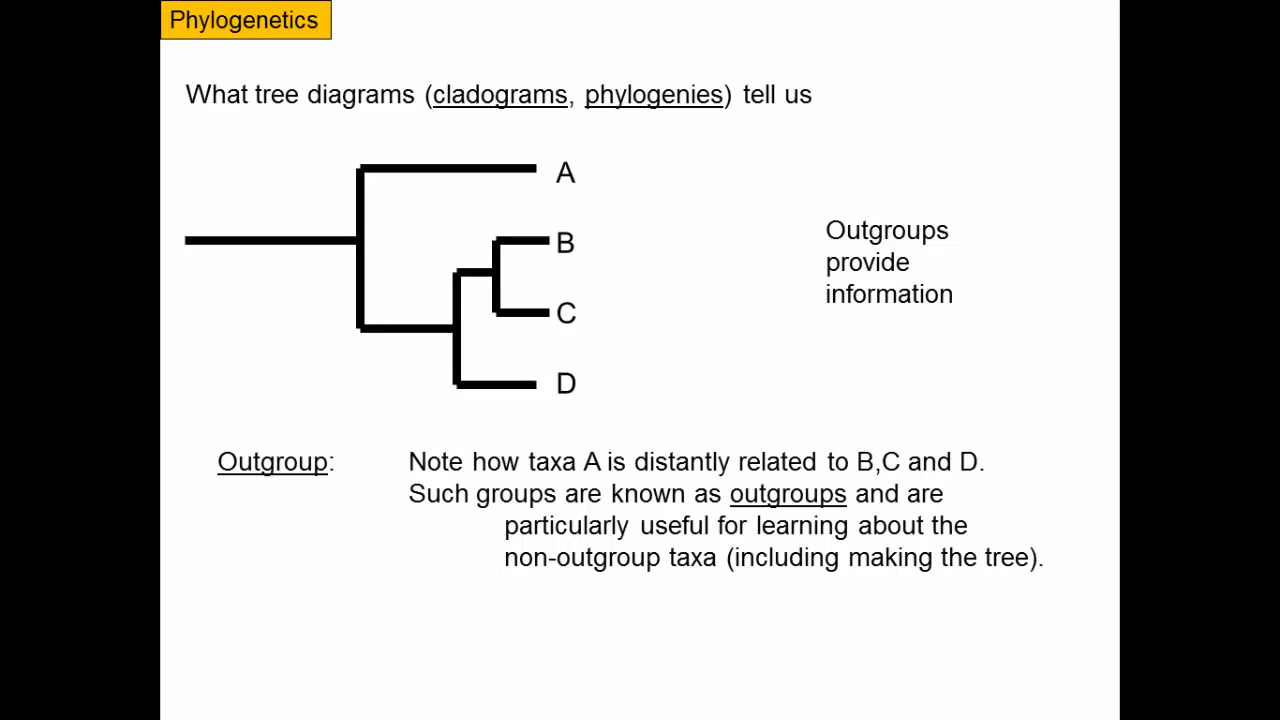 Phylogenetics
What tree diagrams (cladograms, phylogenies) tell us
A
B
C
D
Outgroups
provide
information
Outgroup: Note how taxa A is distantly related to B,C and D.
Such groups are known as outgroups and are
particularly useful for learning about the
non-outgroup taxa (including making the tree).